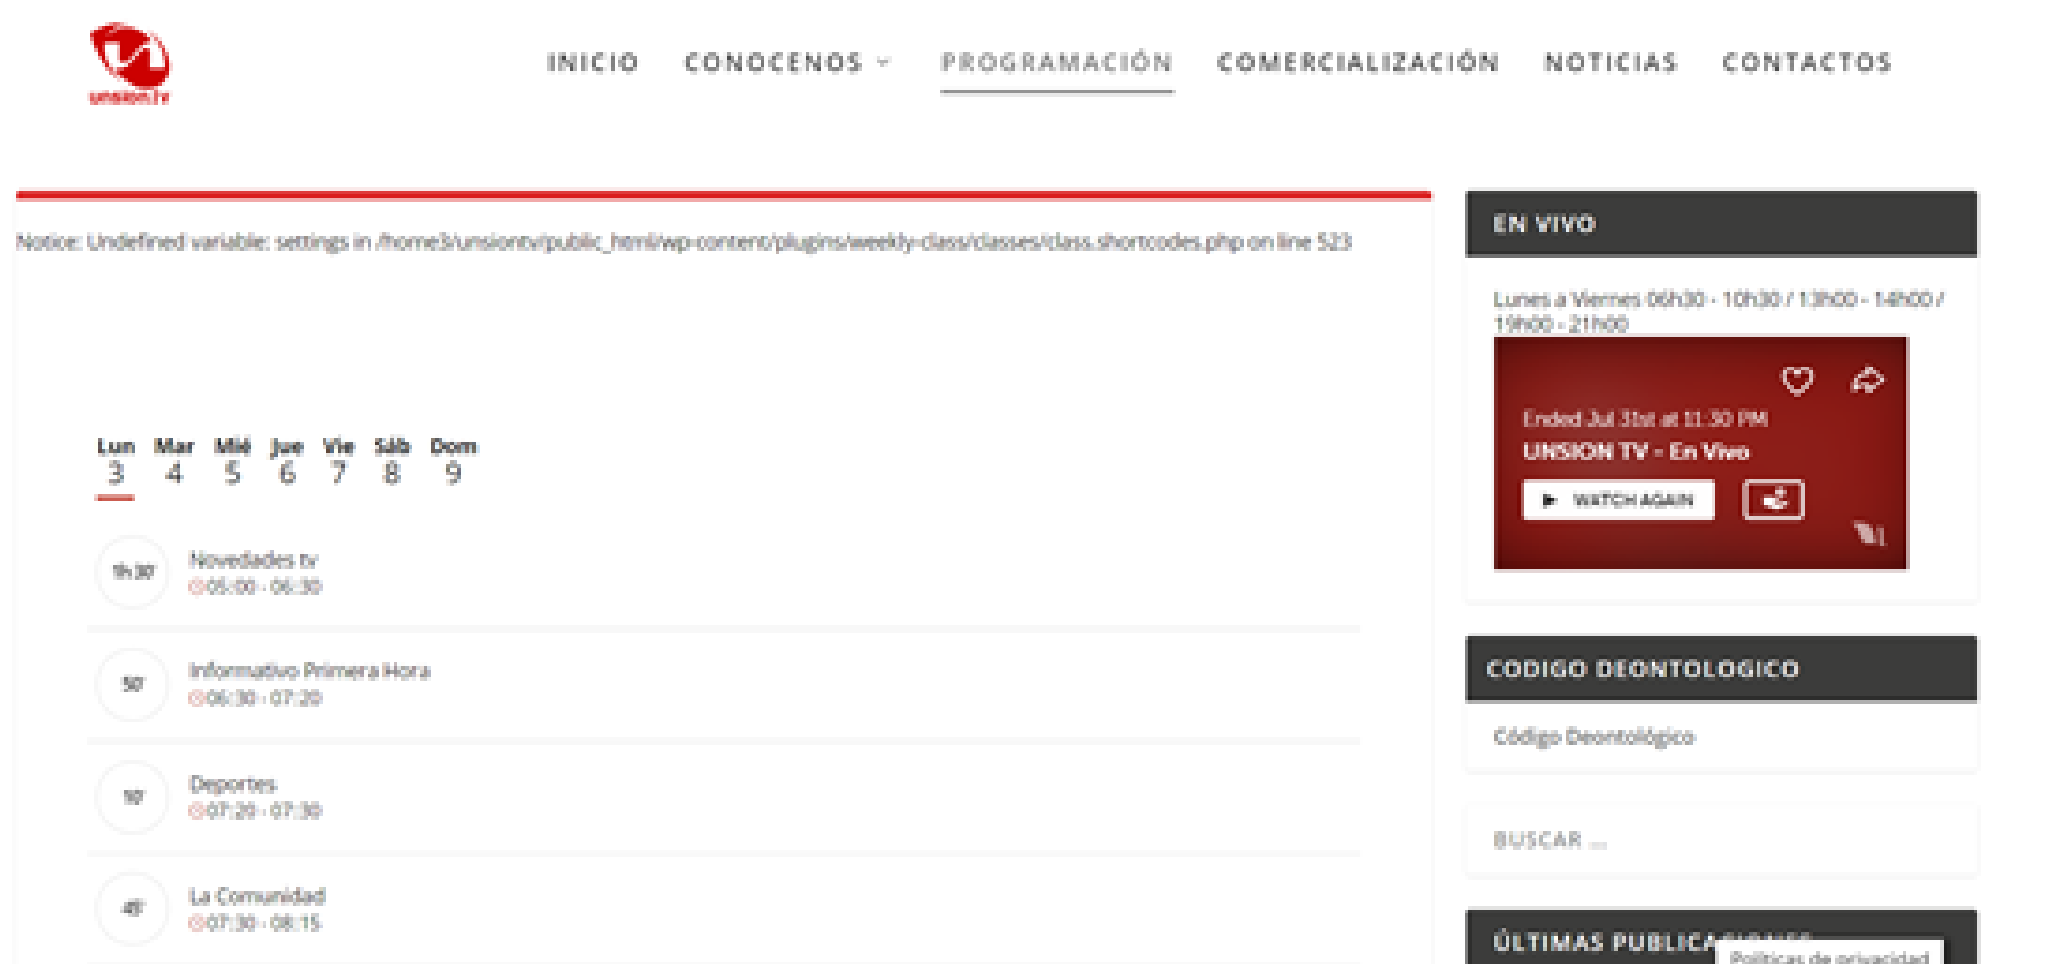 unsion.tv
INICIO CONOCENOS PROGRAMACIÓN COMERCIALIZACIÓN NOTICIAS CONTACTOS
Notice: Undefined variable: settings in /home3/unsiontv/public_html/wp-content/plugins/weekly-class/classes/class.shortcodes.php on line 523
Lun Mar Mié Jue Vie Sáb Dom
3 4 5 6 7 8 9
1h 30'
Novedades tv
05:00 - 06:30
50'
Informativo Primera Hora
06:30 - 07:20
10'
Deportes
07:20 - 07:30
45'
La Comunidad
07:30 - 08:15
EN VIVO
Lunes a Viernes 06h30 - 10h30 / 13h00 - 14h00 /
19h00 - 21h00
Ended Jul 31st at 11:30 PM
UNSION TV - En Vivo
WATCH AGAIN
CODIGO DEONTOLOGICO
Código Deontológico
BUSCAR ...
ÚLTIMAS PUBLICACIONES
Políticas de privacidad